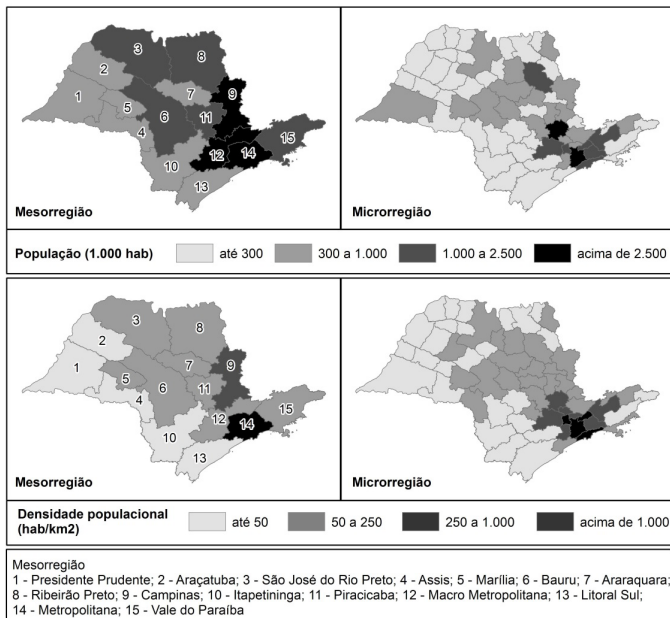 3
8
2
1
5
7
9
4
6
11
15
12
14
10
13
Mesorregião
Microrregião
População (1.000 hab)
até 300
300 a 1.000
1.000 a 2.500
acima de 2.500
3
8
2
1
5
7
9
4
6
11
15
12
14
10
13
Mesorregião
Microrregião
Densidade populacional
(hab/km2)
até 50
50 a 250
250 a 1.000
acima de 1.000
Mesorregião
1 - Presidente Prudente; 2 - Araçatuba; 3 - São José do Rio Preto; 4 - Assis; 5 - Marília; 6 - Bauru; 7 - Araraquara;
8 - Ribeirão Preto; 9 - Campinas; 10 - Itapetininga; 11 - Piracicaba; 12 - Macro Metropolitana; 13 - Litoral Sul;
14 - Metropolitana; 15 - Vale do Paraíba